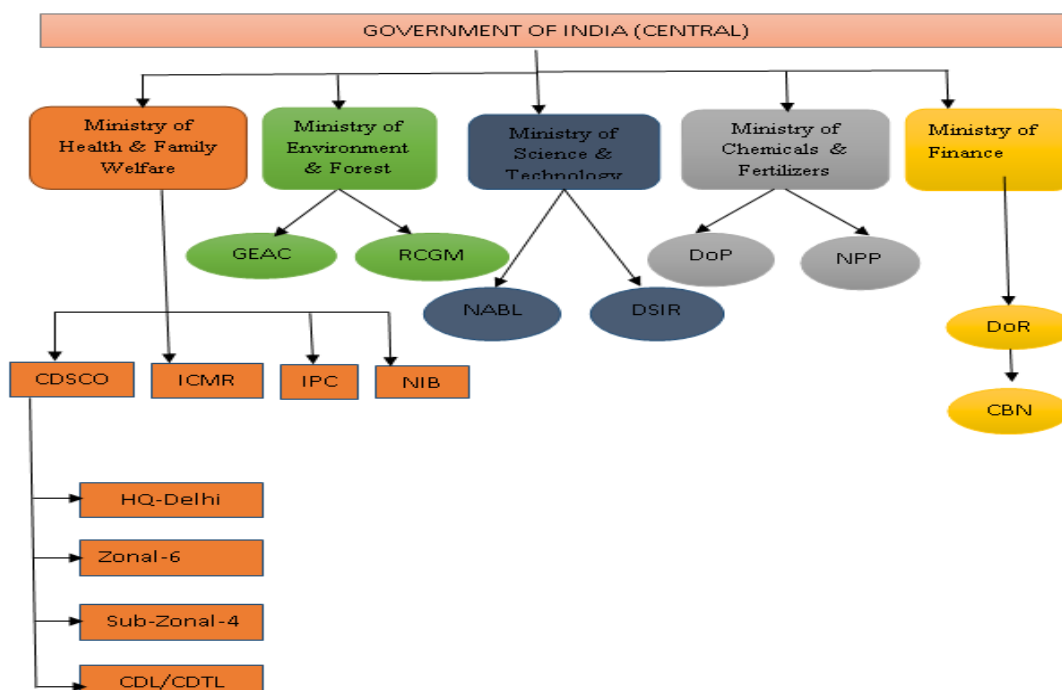 GOVERNMENT OF INDIA (CENTRAL)
Ministry of
Health & Family
Welfare
Ministry of
Environment
& Forest
Ministry of
Science &
Technology
Ministry of
Chemicals &
Fertilizers
Ministry of
Finance
GEAC
RCGM
DoP
NPP
NABL
DSIR
DoR
CDSCO
ICMR
IPC
NIB
CBN
HQ-Delhi
Zonal-6
Sub-Zonal-4
CDL/CDTL